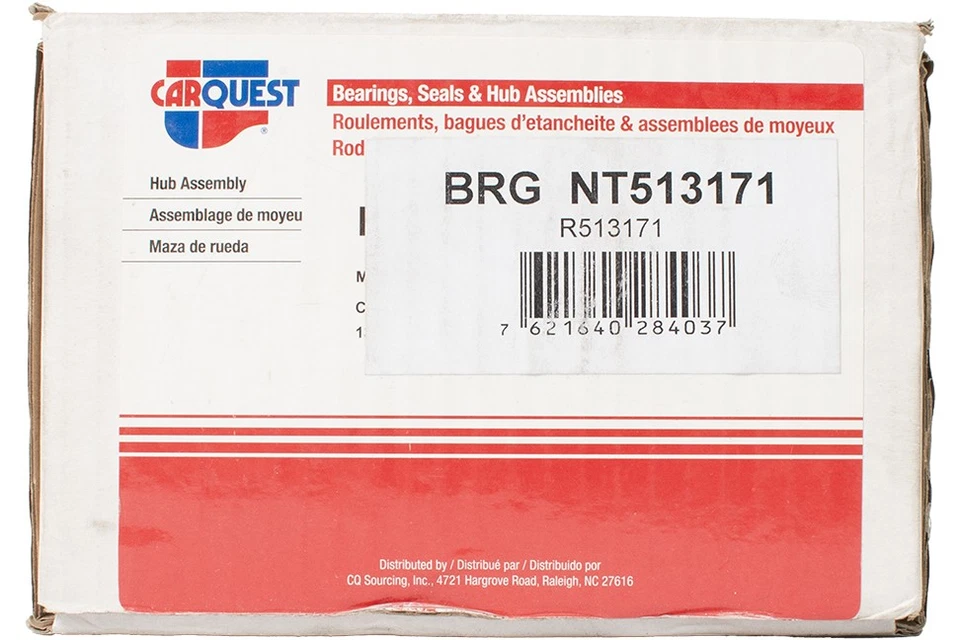 CARQUEST
®
Bearings, Seals & Hub Assemblies
Roulements, bagues d'etancheite & assemblees de moyeux
Rod
Hub Assembly
Assemblage de moyeu
Maza de rueda
BRG NT513171
R513171
7 621640 284037
Distributed by / Distribué par / Distribuido por
CQ Sourcing, Inc., 4721 Hargrove Road, Raleigh, NC 27616